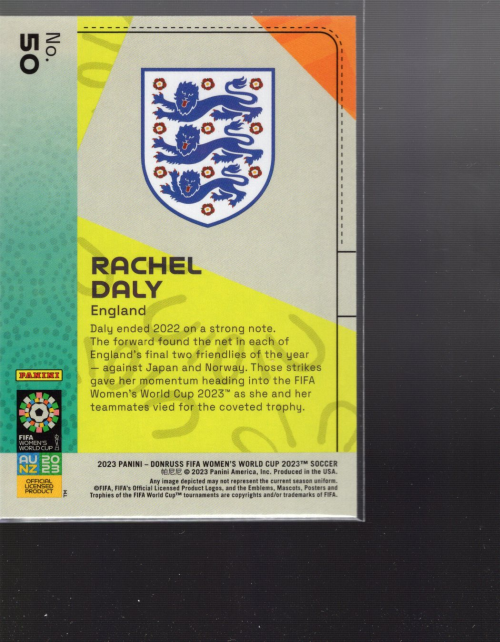 No.
50
RACHEL
DALY
England
Daly ended 2022 on a strong note.
The forward found the net in each of
England's final two friendlies of the year
— against Japan and Norway. Those strikes
gave her momentum heading into the FIFA
Women's World Cup 2023™ as she and her
teammates vied for the coveted trophy.
PANINI
FIFA
WOMEN'S
WORLD CUP
AU 20
NZ 23
OFFICIAL
LICENSED
PRODUCT
™
2023 PANINI – DONRUSS FIFA WOMEN'S WORLD CUP 2023™ SOCCER
帕尼尼 © 2023 Panini America, Inc. Produced in the USA.
Any image depicted may not represent the current season uniform.
©FIFA, FIFA's Official Licensed Product Logos, and the Emblems, Mascots, Posters and
Trophies of the FIFA World Cup™ tournaments are copyrights and/or trademarks of FIFA.